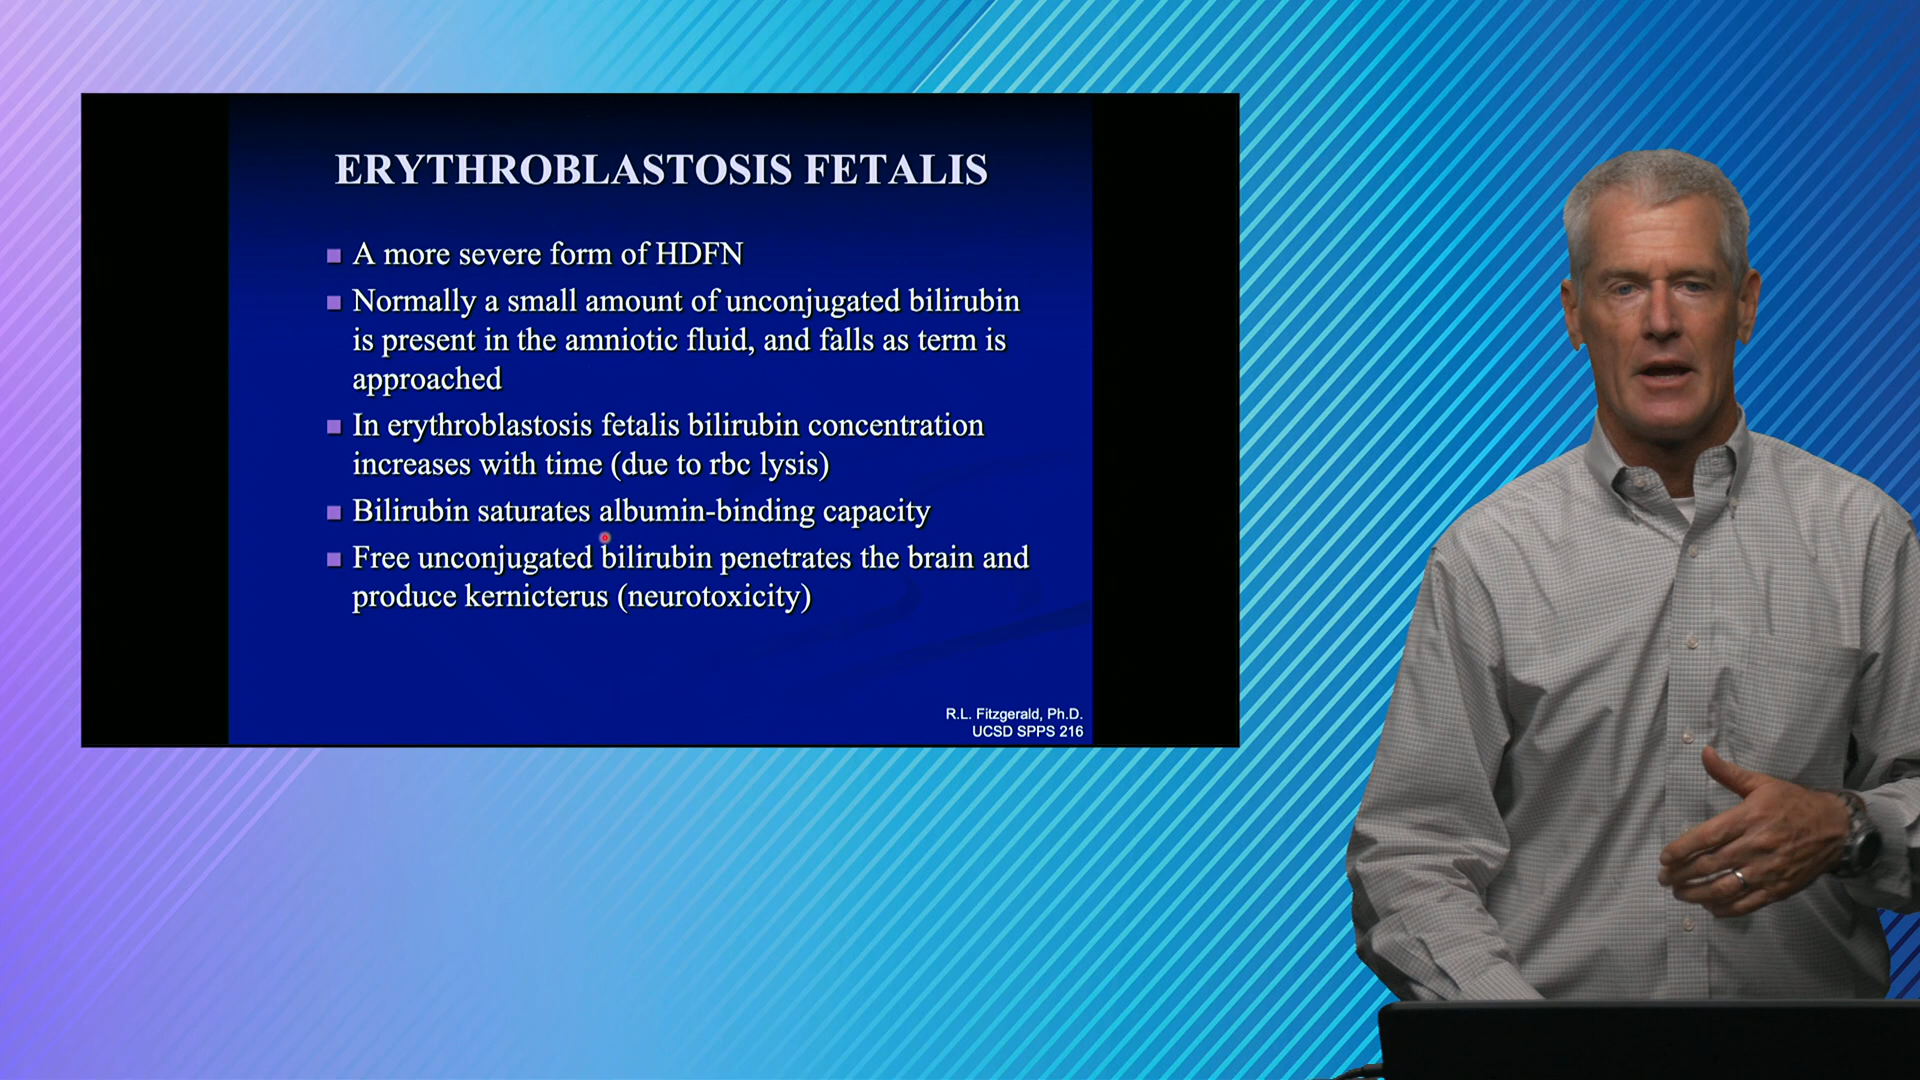 ERYTHROBLASTOSIS FETALIS
A more severe form of HDFN
Normally a small amount of unconjugated bilirubin
is present in the amniotic fluid, and falls as term is
approached
In erythroblastosis fetalis bilirubin concentration
increases with time (due to rbc lysis)
Bilirubin saturates albumin-binding capacity
Free unconjugated bilirubin penetrates the brain and
produce kernicterus (neurotoxicity)
R.L. Fitzgerald, Ph.D.
UCSD SPPS 216